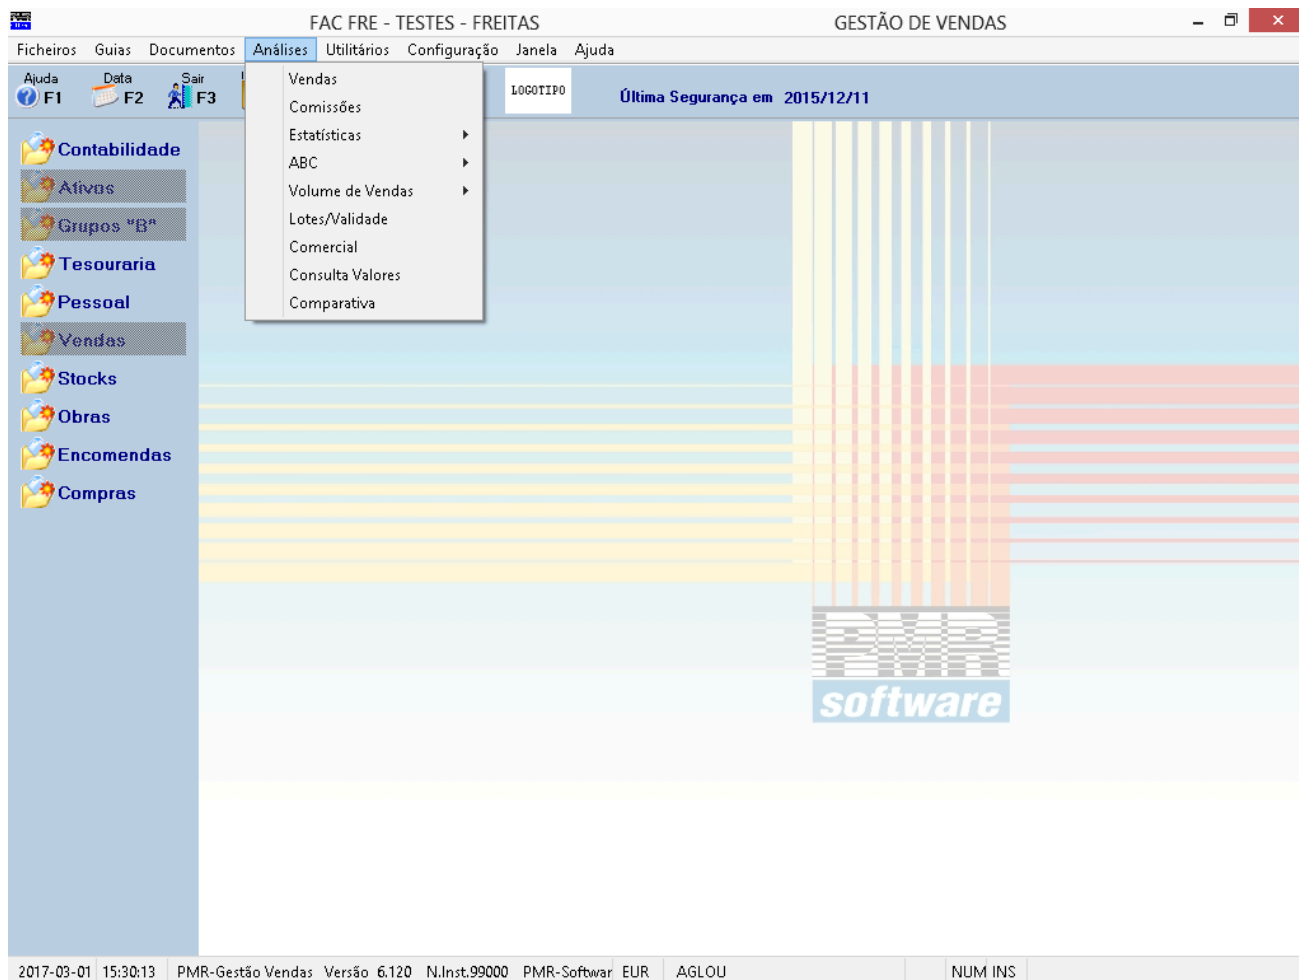 FAC FRE - TESTES - FREITAS GESTÃO DE VENDAS
Ficheiros Guias Documentos Análises Utilitários Configuração Janela Ajuda
Ajuda Data Sair
F1 F2 F3
LOGOTIPO
Última Segurança em 2015/12/11
Vendas
Comissões
Estatísticas
ABC
Volume de Vendas
Lotes/Validade
Comercial
Consulta Valores
Comparativa
Contabilidade
Ativos
Grupos "B"
Tesouraria
Pessoal
Vendas
Stocks
Obras
Encomendas
Compras
PMR
software
2017-03-01 15:30:13 PMR-Gestão Vendas Versão 6.120 N.Inst.99000 PMR-Softwar EUR AGLOU NUM INS